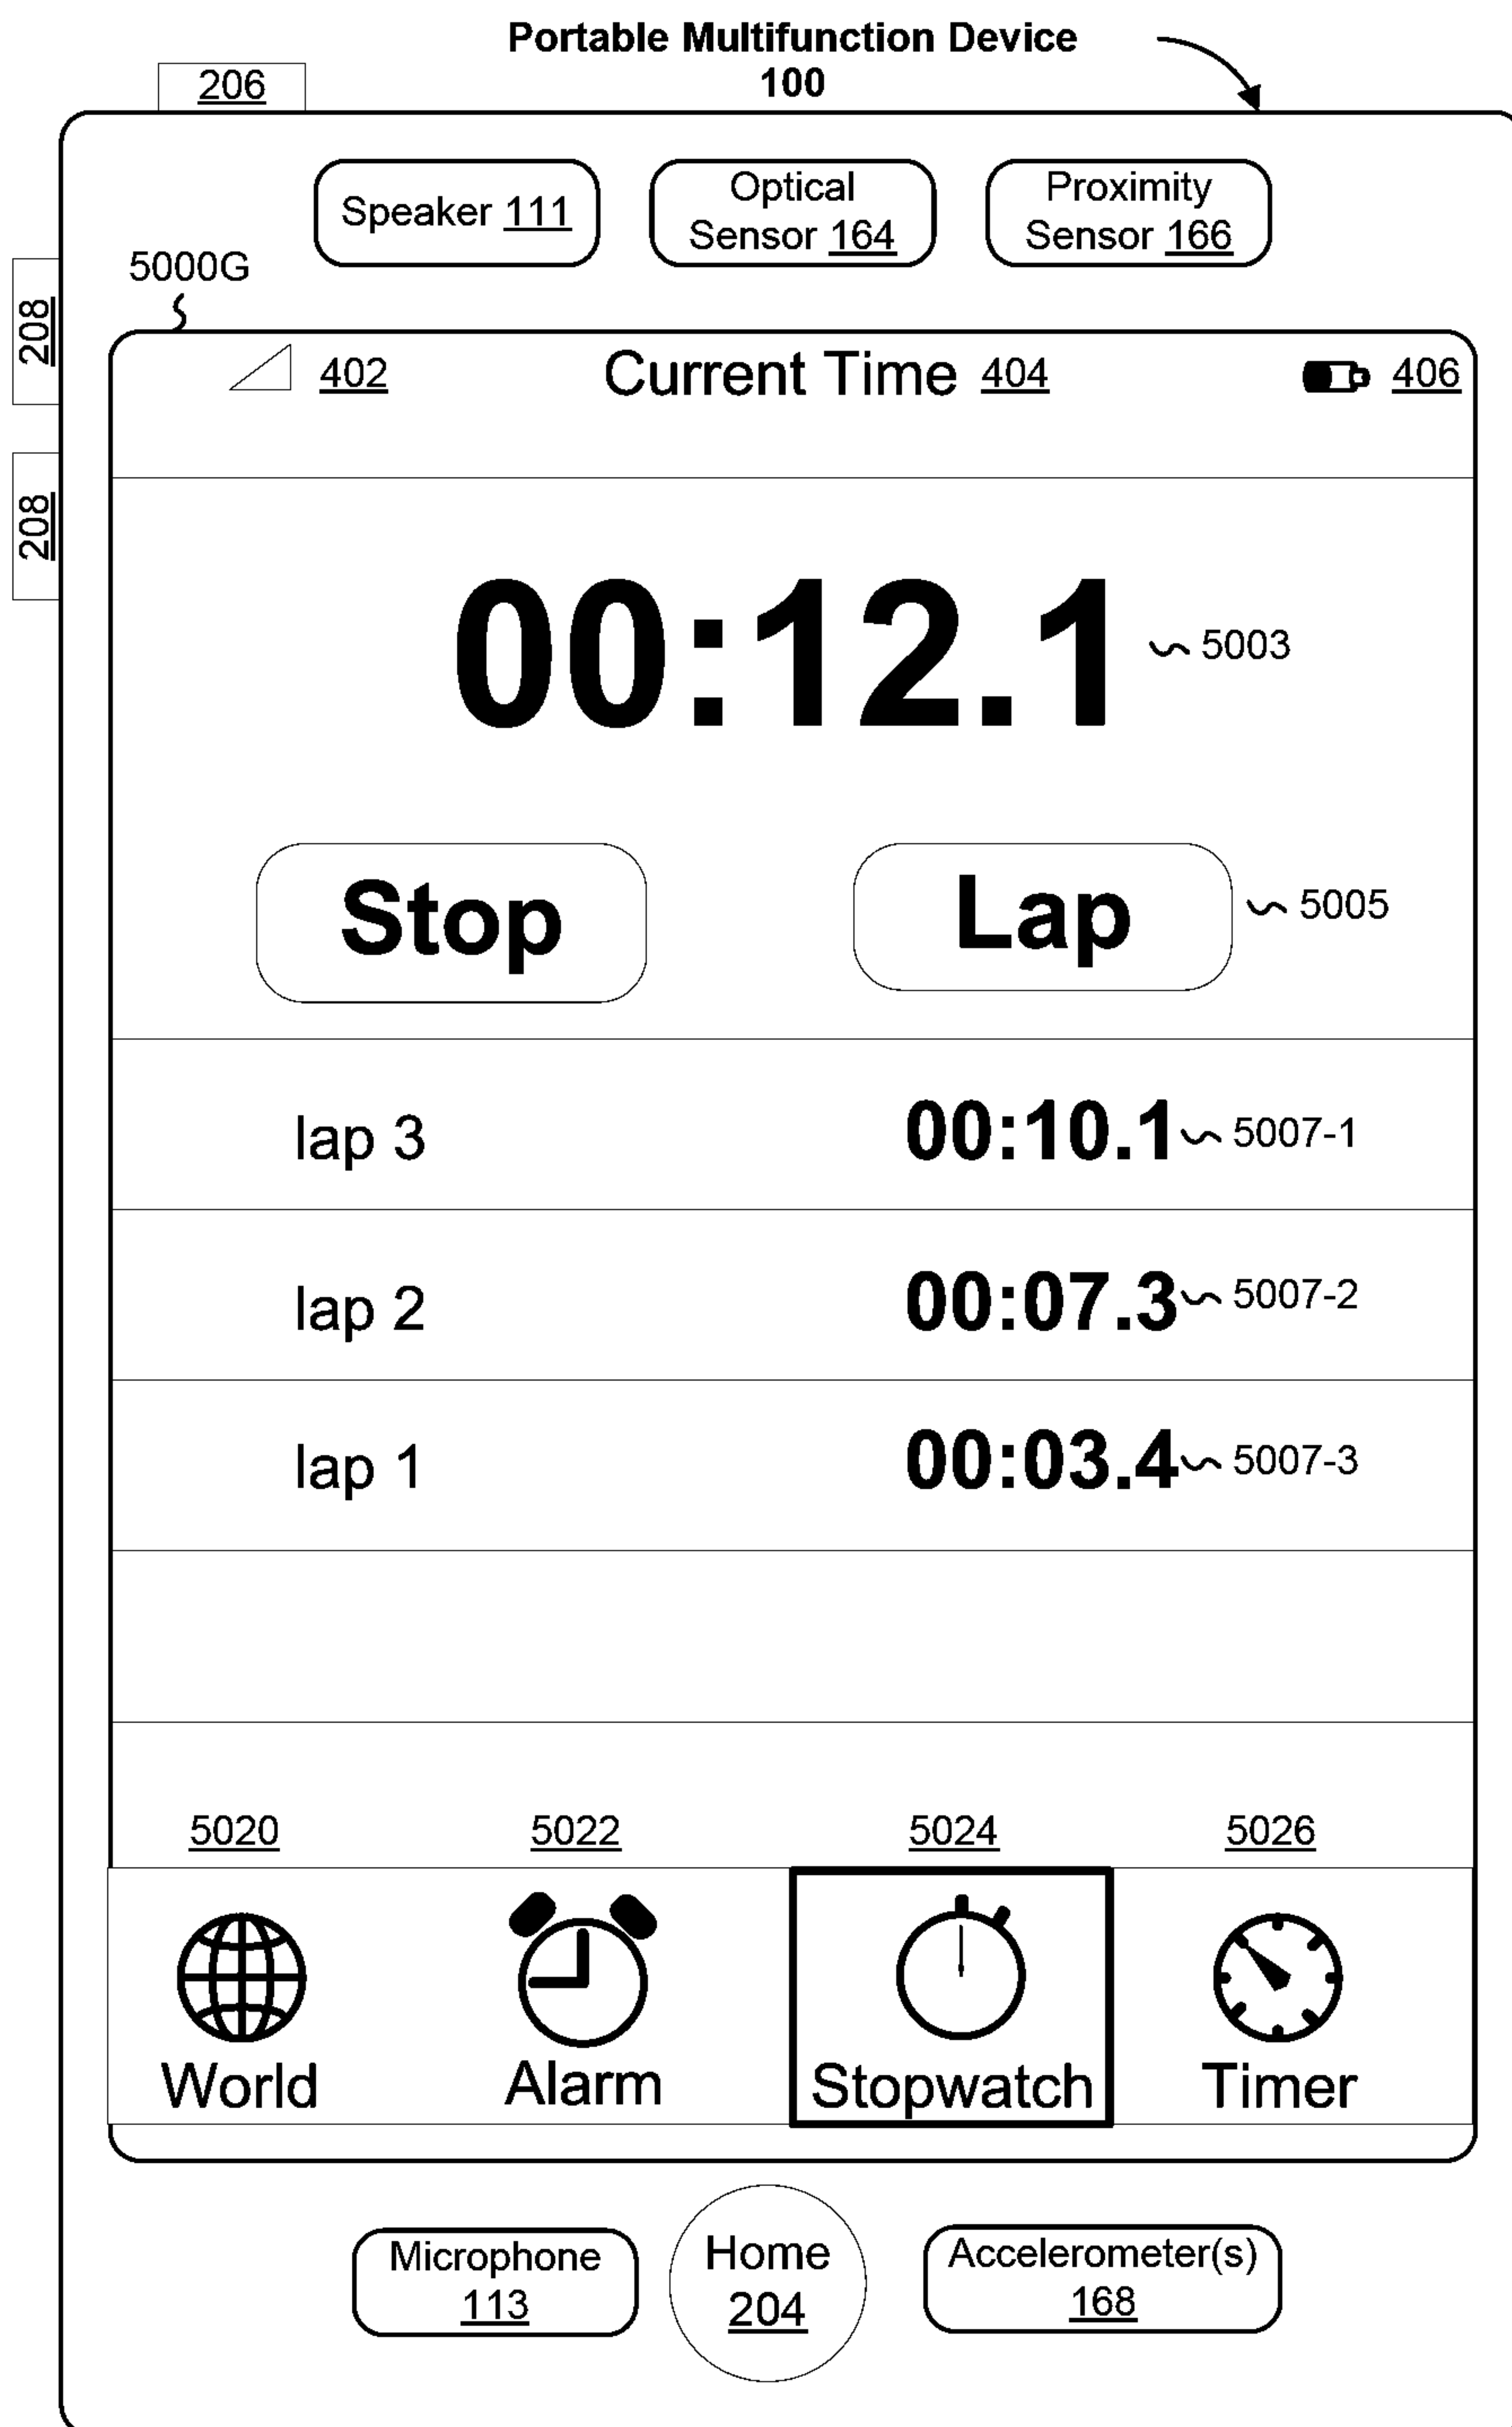 Portable Multifunction Device
100
206
Speaker 111
Optical
Sensor 164
Proximity
Sensor 166
5000G
208
208
402
Current Time 404
406
00:12.1
5003
Stop
Lap
5005
lap 3
00:10.1
5007-1
lap 2
00:07.3
5007-2
lap 1
00:03.4
5007-3
5020
5022
5024
5026
World
Alarm
Stopwatch
Timer
Microphone
113
Home
204
Accelerometer(s)
168